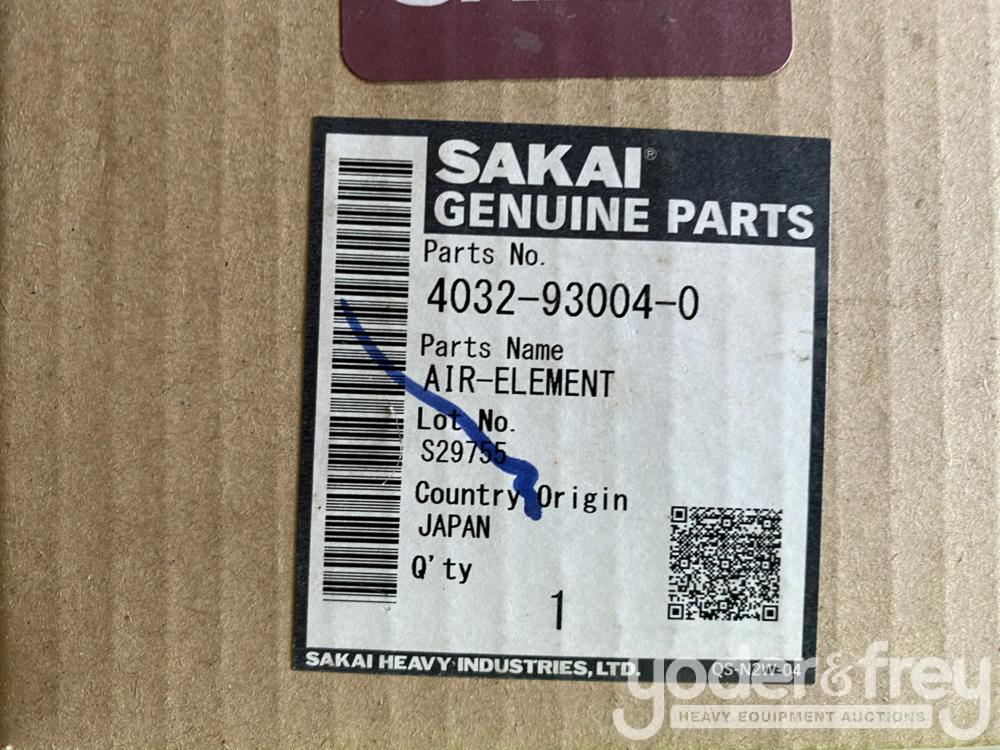 SAKAI®
GENUINE PARTS
Parts No.
4032-93004-0
Parts Name
AIR-ELEMENT
Lot No.
S29755
Country Origin
JAPAN
Q'ty
1
SAKAI HEAVY INDUSTRIES, LTD.
QS-N2W-04
yoder&frey
HEAVY EQUIPMENT AUCTIONS